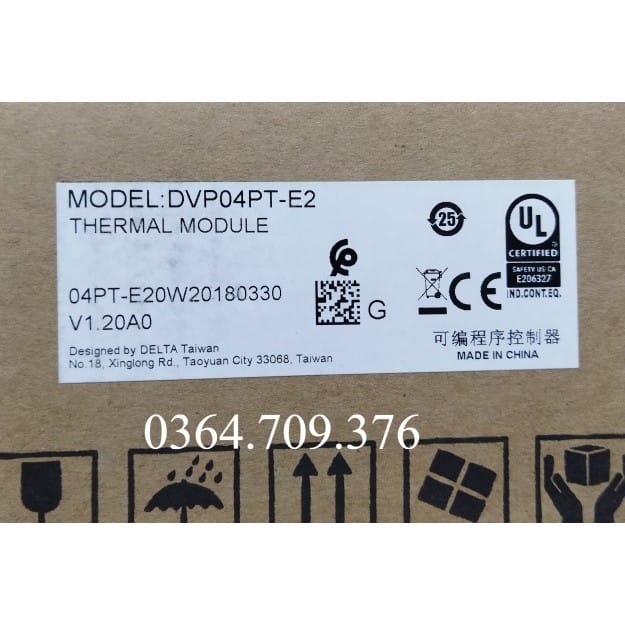 MODEL:DVP04PT-E2
THERMAL MODULE
25
UL
CERTIFIED
SAFETY US-CA
E206327
IND.CONT.EQ.
04PT-E20W20180330
V1.20A0
G
CE
Designed by DELTA Taiwan
No.18, Xinglong Rd., Taoyuan City 33068, Taiwan
可编程序控制器
MADE IN CHINA
0364.709.376